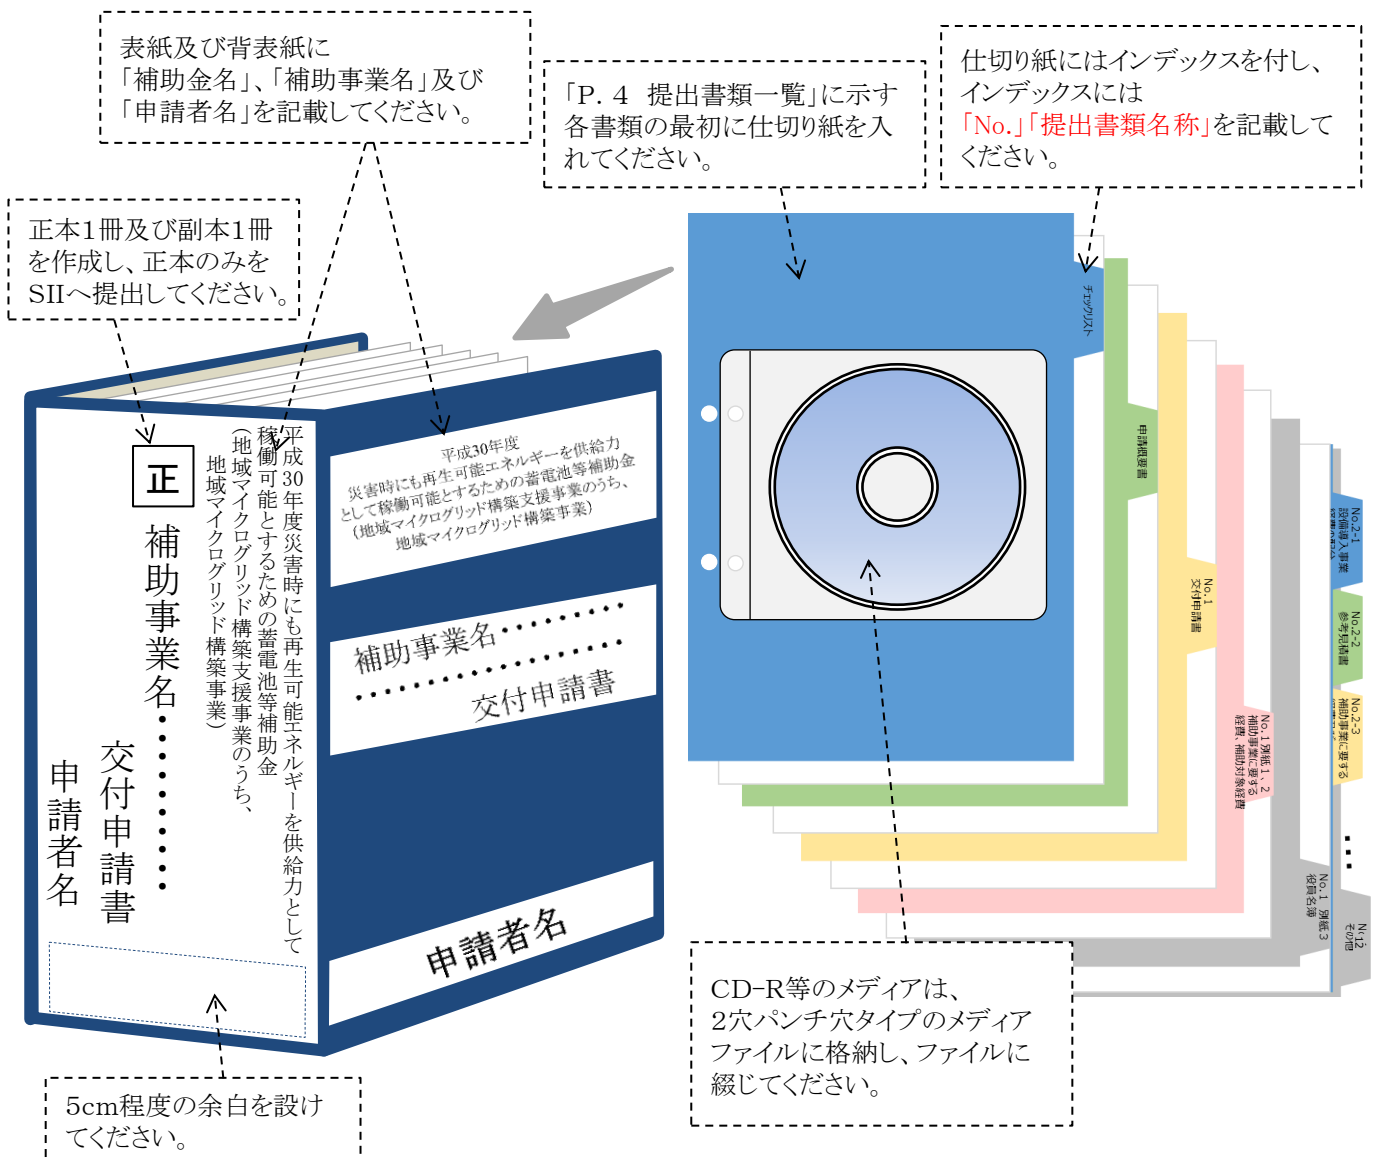 表紙及び背表紙に
「補助金名」、「補助事業名」及び
「申請者名」を記載してください。
「P. 4　提出書類一覧」に示す
各書類の最初に仕切り紙を入
れてください。
仕切り紙にはインデックスを付し、
インデックスには
「No.」「提出書類名称」を記載して
ください。
正本1冊及び副本1冊
を作成し、正本のみを
SIIへ提出してください。
平成30年度災害時にも再生可能エネルギーを供給力として
稼働可能とするための蓄電池等補助金
（地域マイクログリッド構築支援事業のうち、
地域マイクログリッド構築事業）
正
補助事業名・・・・・・・・・
交付申請書
申請者名
平成30年度
災害時にも再生可能エネルギーを供給力
として稼働可能とするための蓄電池等補助金
（地域マイクログリッド構築支援事業のうち、
地域マイクログリッド構築事業）
補助事業名・・・・・・・・・
・・・・・・・・・・・・・・・・・・・
交付申請書
申請者名
チェックリスト
申請概要書
No.1
交付申請書
No.1 別紙1、2
補助事業に要する
経費、補助対象経費
No.1 別紙3
役員名簿
No.2-1
設備導入事業
No.2-2
参考見積書
No.2-3
補助事業に要する
…
No.12
その他
CD-R等のメディアは、
2穴パンチ穴タイプのメディア
ファイルに格納し、ファイルに
綴じてください。
5cm程度の余白を設け
てください。